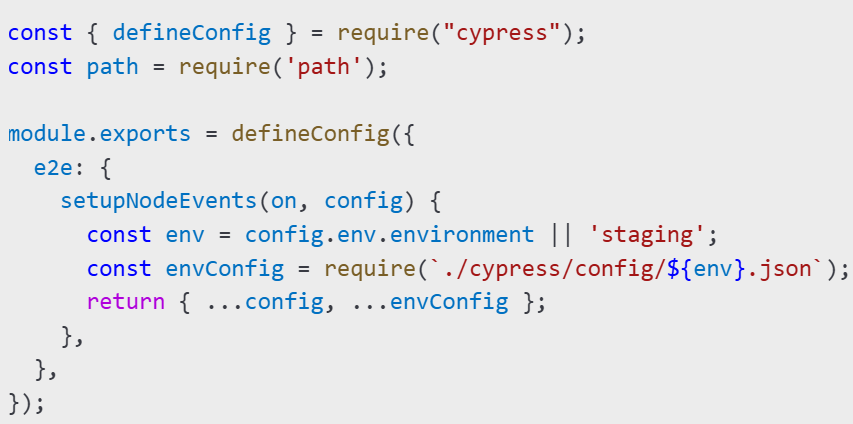 const { defineConfig } = require("cypress");
const path = require('path');

module.exports = defineConfig({
  e2e: {
    setupNodeEvents(on, config) {
      const env = config.env.environment || 'staging';
      const envConfig = require(`./cypress/config/${env}.json`);
      return { ...config, ...envConfig };
    },
  },
});